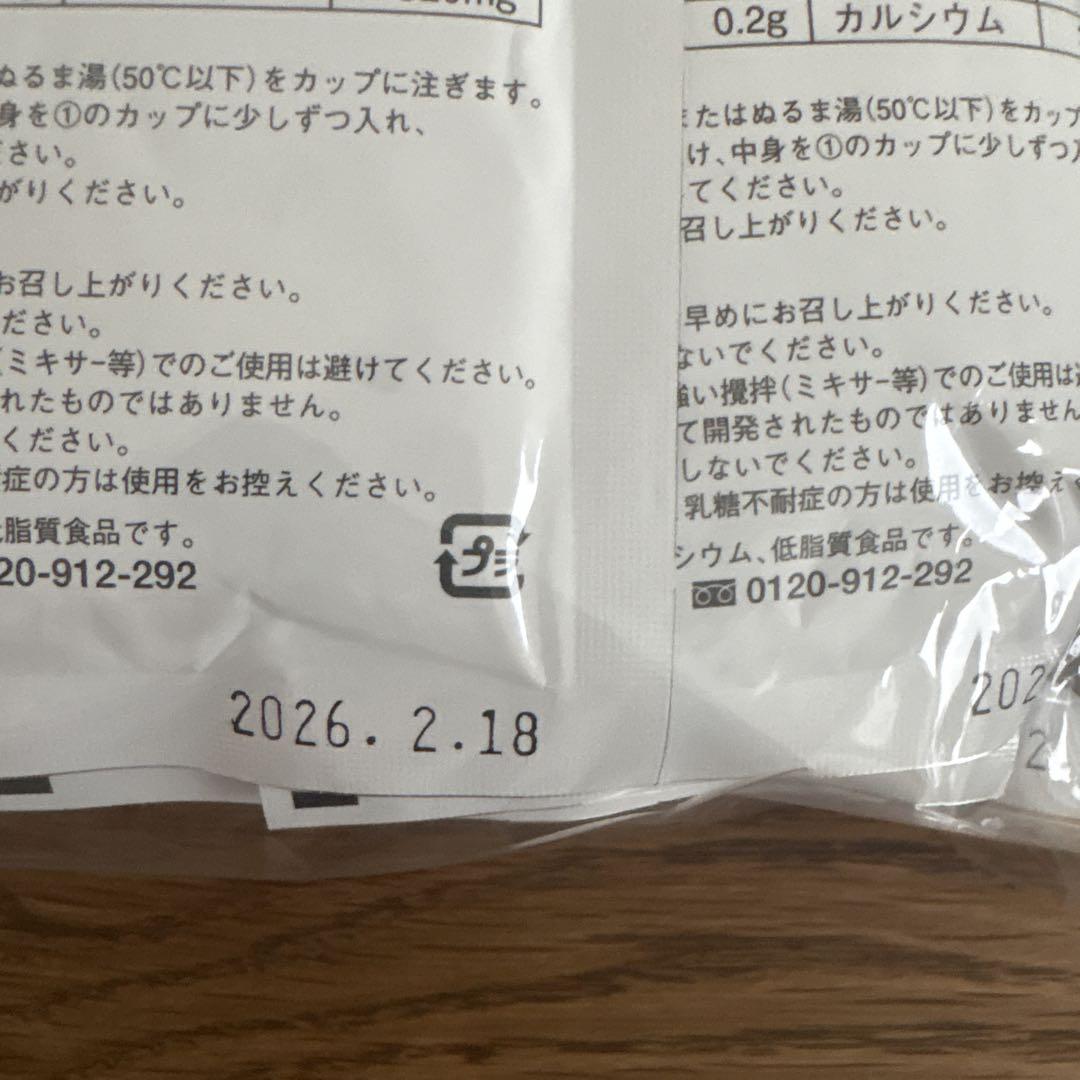 ぬるま湯(50℃以下)をカップに注ぎます。
身を①のカップに少しずつ入れ、
ださい。
がりください。
お召し上がりください。
ださい。
(ミキサー等)でのご使用は避けてください。
れたものではありません。
ください。
症の方は使用をお控えください。
脂質食品です。
20-912-292
プラ
2026. 2.18
0.2g カルシウム
またはぬるま湯(50℃以下)をカップ
け、中身を①のカップに少しずつ
てください。
召し上がりください。
早めにお召し上がりください。
ないでください。
強い攪拌(ミキサー等)でのご使用は
て開発されたものではありません
しないでください。
乳糖不耐症の方は使用をお控え
シウム、低脂質食品です。
0120-912-292
202